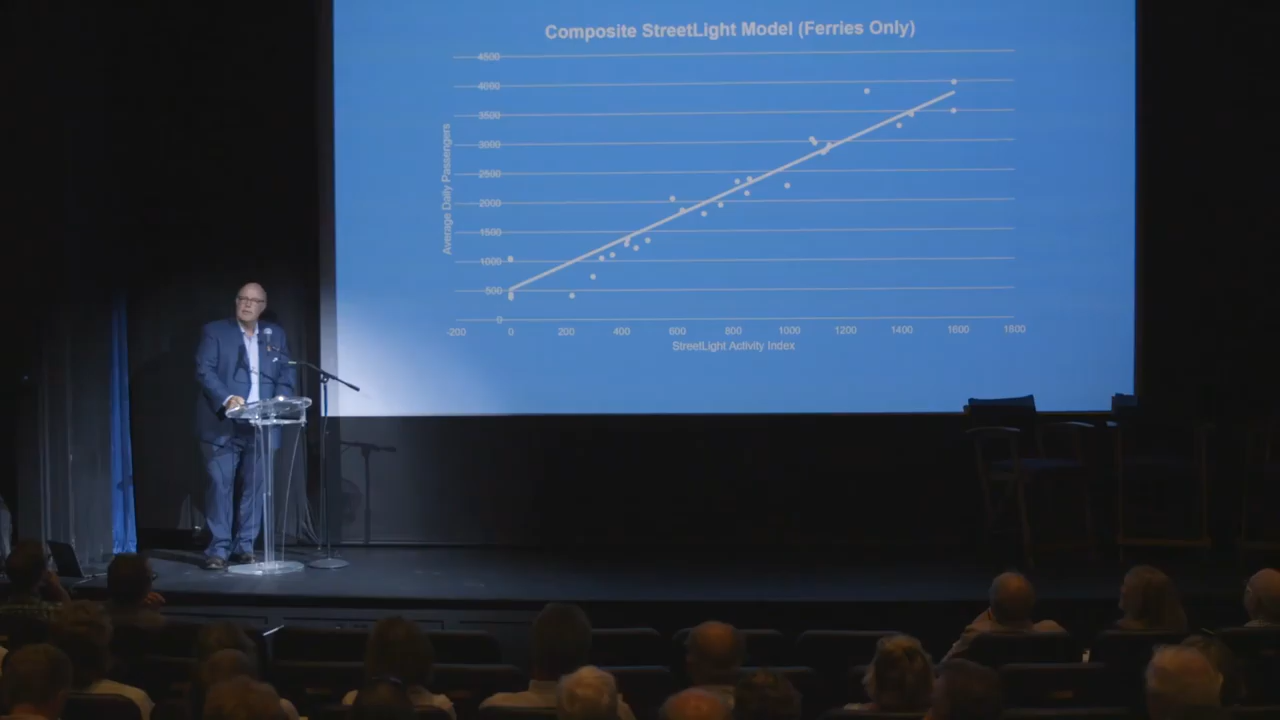 Composite StreetLight Model (Ferries Only)
4500
4000
3500
3000
2500
2000
1500
1000
500
0
Average Daily Passengers
-200 0 200 400 600 800 1000 1200 1400 1600 1800
StreetLight Activity Index